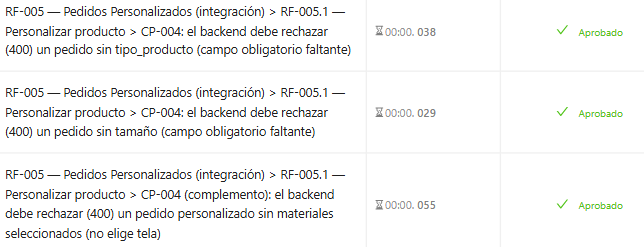 RF-005 — Pedidos Personalizados (integración) > RF-005.1 —
Personalizar producto > CP-004: el backend debe rechazar
(400) un pedido sin tipo_producto (campo obligatorio faltante)
00:00. 038
Aprobado
RF-005 — Pedidos Personalizados (integración) > RF-005.1 —
Personalizar producto > CP-004: el backend debe rechazar
(400) un pedido sin tamaño (campo obligatorio faltante)
00:00. 029
Aprobado
RF-005 — Pedidos Personalizados (integración) > RF-005.1 —
Personalizar producto > CP-004 (complemento): el backend
debe rechazar (400) un pedido personalizado sin materiales
seleccionados (no elige tela)
00:00. 055
Aprobado